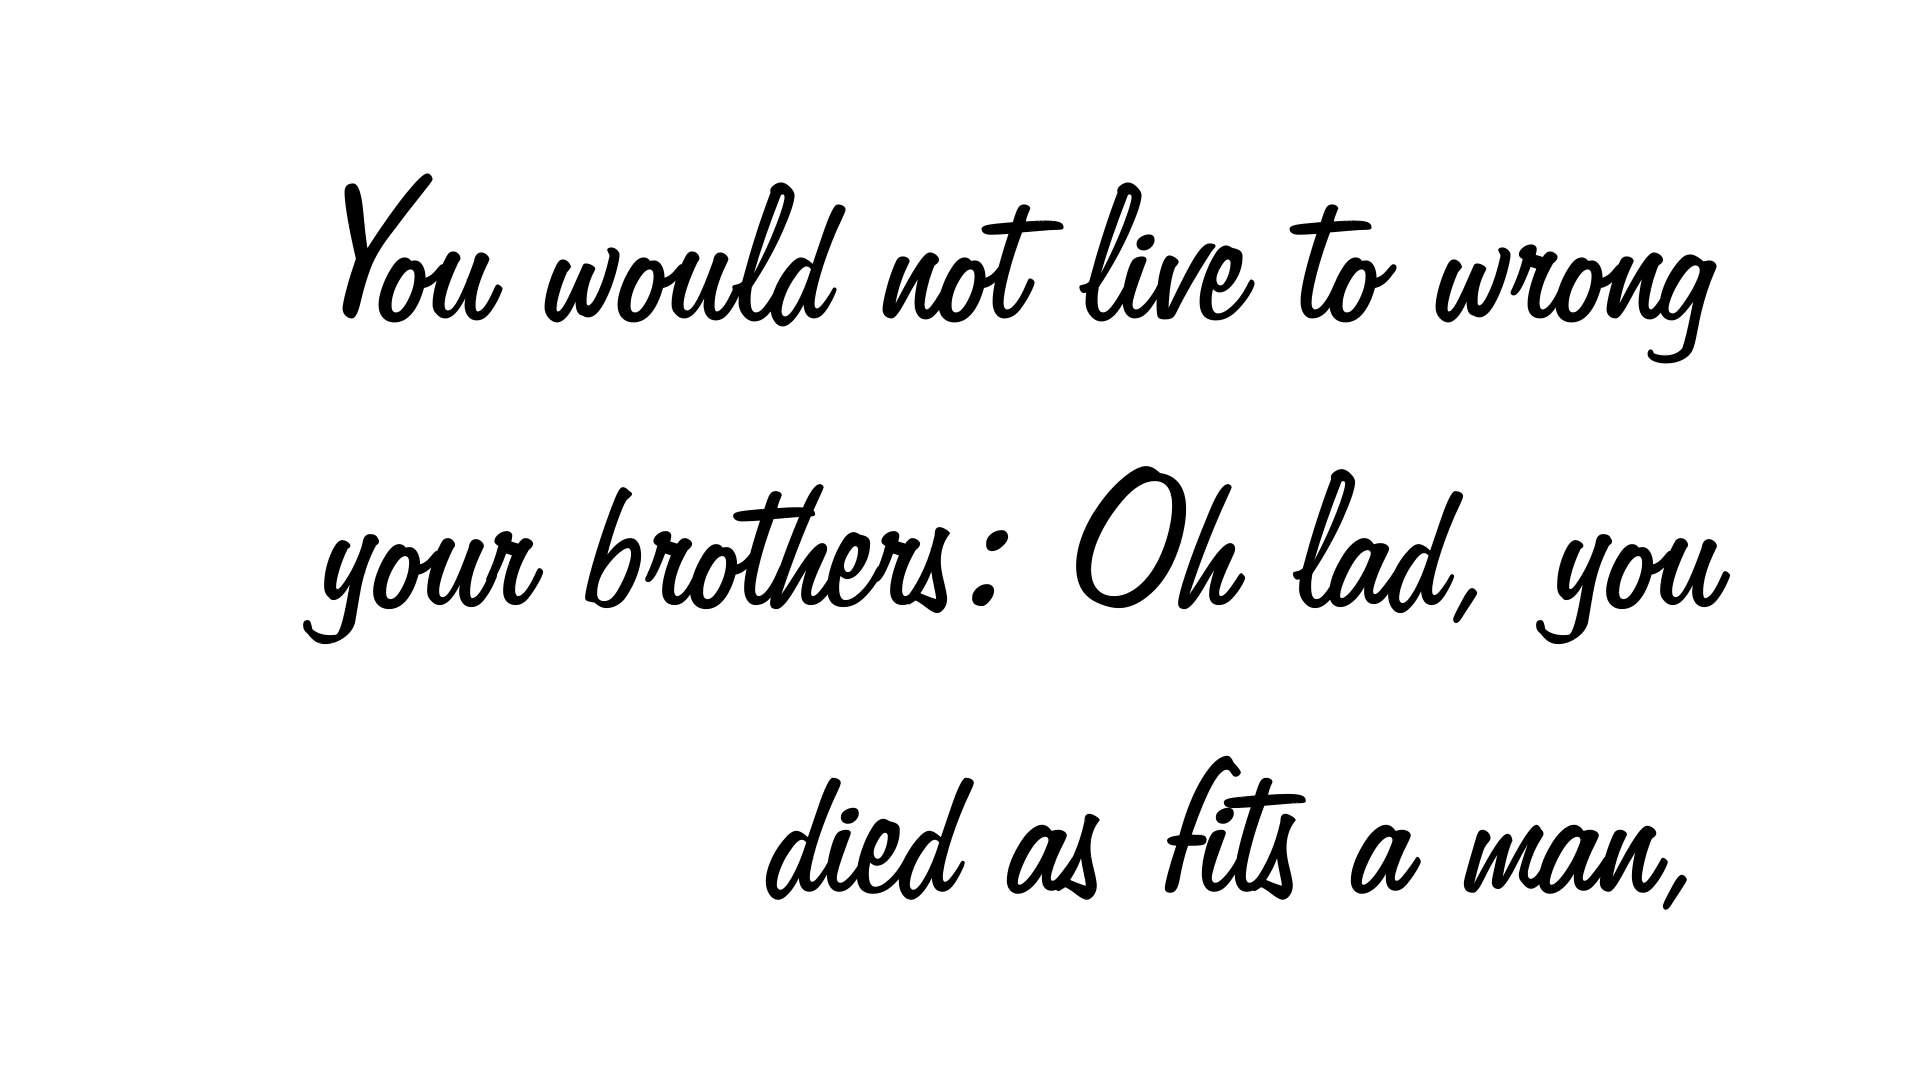 You would not live to wrong
your brothers: Oh lad, you
died as fits a man,